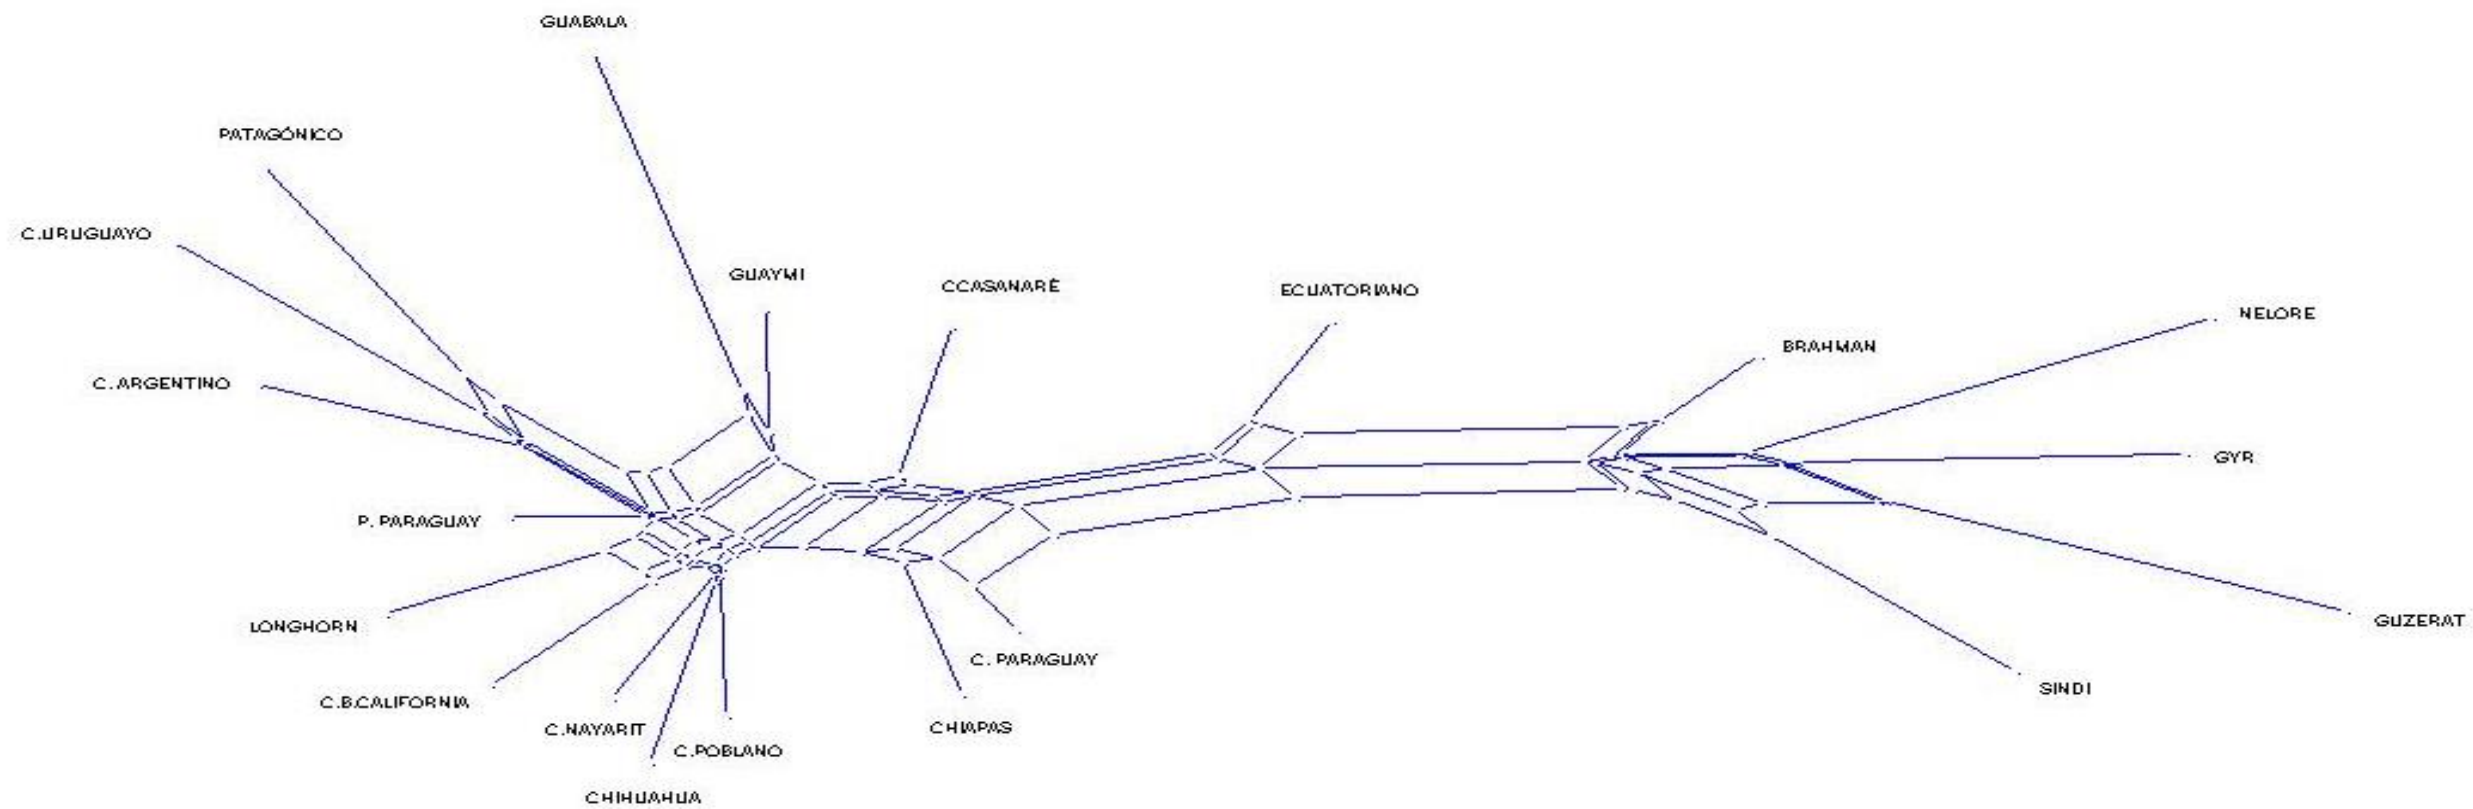 GUABALA
PATAGÓNICO
C.URUGUAYO
GUAYMI
CCASANARÉ
ECUATORIANO
NELORE
BRAHMAN
C. ARGENTINO
GYR
P. PARAGUAY
GUZERAT
LONGHORN
C. PARAGUAY
SINDI
C.B.CALIFORNIA
C.NAYARIT
CHIAPAS
C.POBLANO
CHIHUAHUA